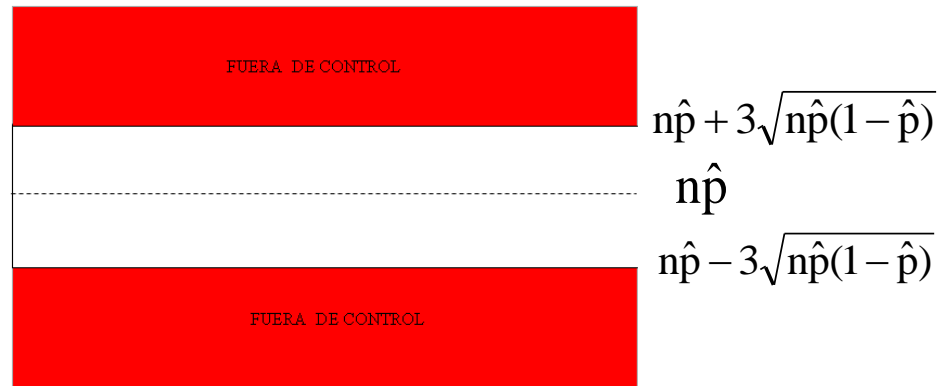 FUERA DE CONTROL
np̂ + 3√np̂(1 − p̂)
np̂
np̂ − 3√np̂(1 − p̂)
FUERA DE CONTROL